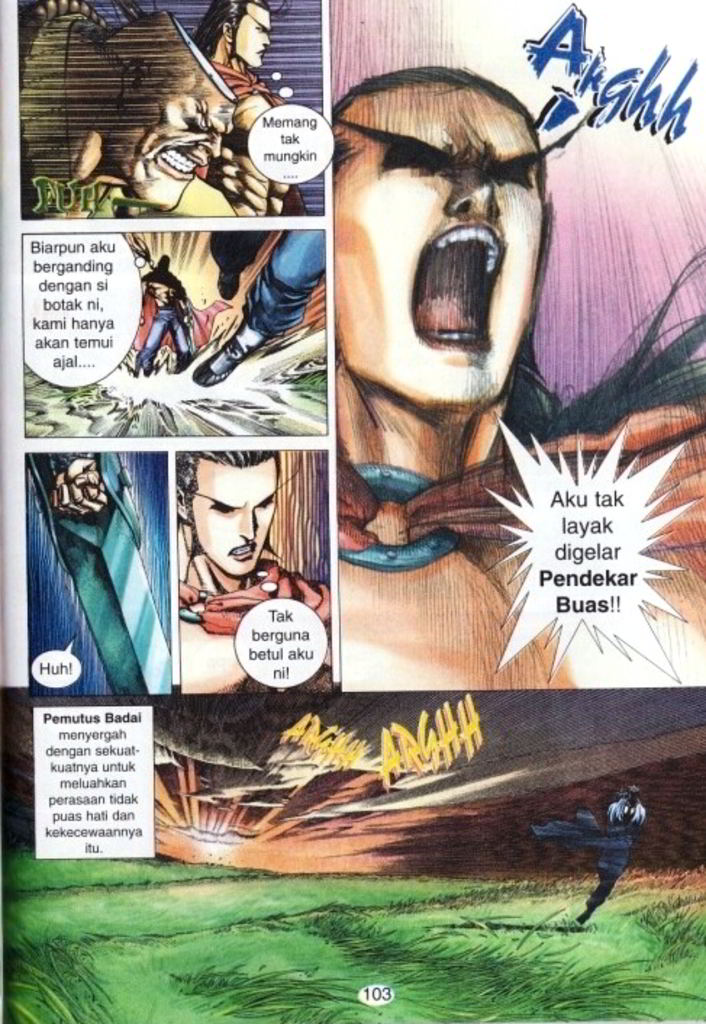 Memang
tak
mungkin
....
Biarpun aku
berganding
dengan si
botak ni,
kami hanya
akan temui
ajal....
Huh!
Tak
berguna
betul aku
ni!
Arghh
Aku tak
layak
digelar
Pendekar
Buas!!
Pemutus Badai
menyergah
dengan sekuat-
kuatnya untuk
meluahkan
perasaan tidak
puas hati dan
kekecewaannya
itu.
ARGHH
ARGHH
103